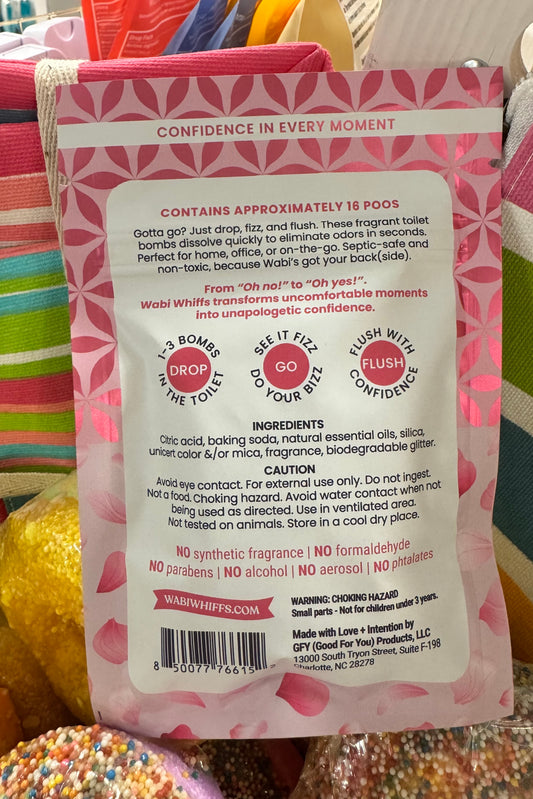 CONFIDENCE IN EVERY MOMENT
CONTAINS APPROXIMATELY 16 POOS
Gotta go? Just drop, fizz, and flush. These fragrant toilet
bombs dissolve quickly to eliminate odors in seconds.
Perfect for home, office, or on-the-go. Septic-safe and
non-toxic, because Wabi's got your back(side).
From "Oh no!" to "Oh yes!".
Wabi Whiffs transforms uncomfortable moments
into unapologetic confidence.
1-3 BOMBS
DROP
IN THE TOILET
SEE IT FIZZ
GO
DO YOUR BIZZ
FLUSH WITH
FLUSH
CONFIDENCE
INGREDIENTS
Citric acid, baking soda, natural essential oils, silica,
unicert color &/or mica, fragrance, biodegradable glitter.
CAUTION
Avoid eye contact. For external use only. Do not ingest.
Not a food. Choking hazard. Avoid water contact when not
being used as directed. Use in ventilated area.
Not tested on animals. Store in a cool dry place.
NO synthetic fragrance | NO formaldehyde
NO parabens | NO alcohol | NO aerosol | NO phtalates
WABIWHIFFS.COM
WARNING: CHOKING HAZARD
Small parts - Not for children under 3 years.
Made with Love + Intention by
GFY (Good For You) Products, LLC
13000 South Tryon Street, Suite F-198
Charlotte, NC 28278
8 50077 76615